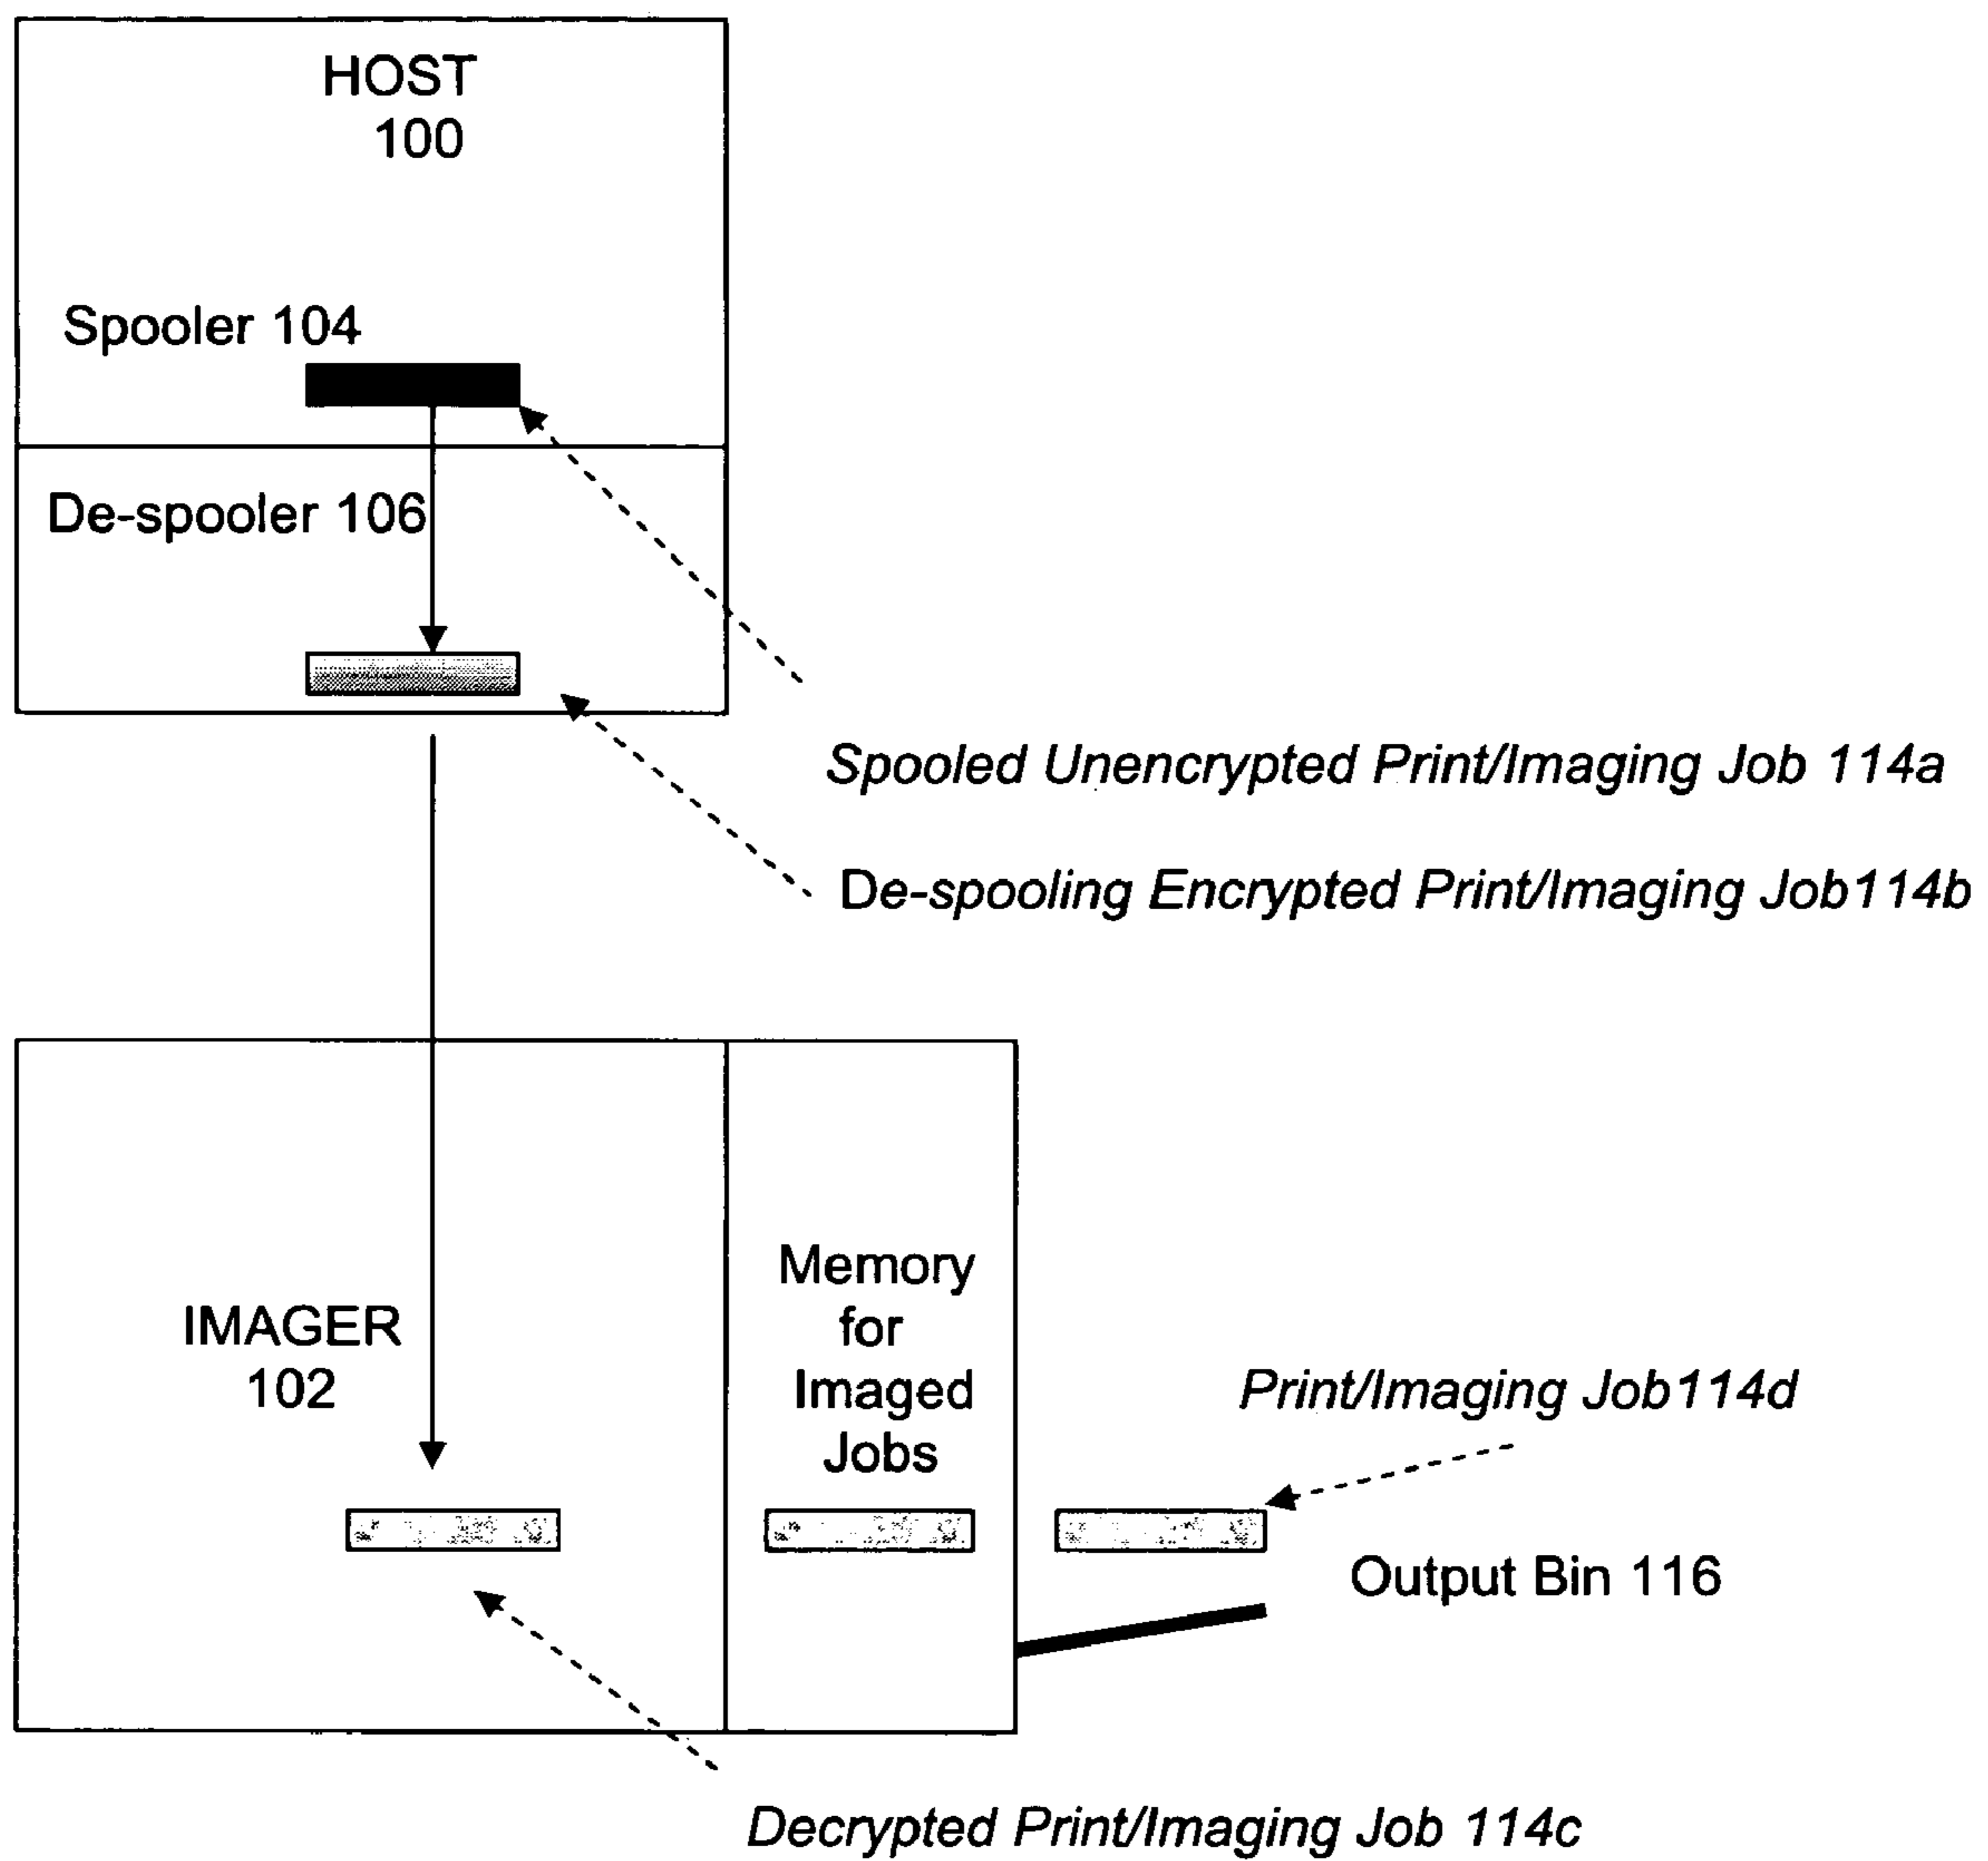 HOST
100
Spooler 104
De-spooler 106
Spooled Unencrypted Print/Imaging Job 114a
De-spooling Encrypted Print/Imaging Job114b
Memory
for
Imaged
Jobs
IMAGER
102
Print/Imaging Job114d
Output Bin 116
Decrypted Print/Imaging Job 114c